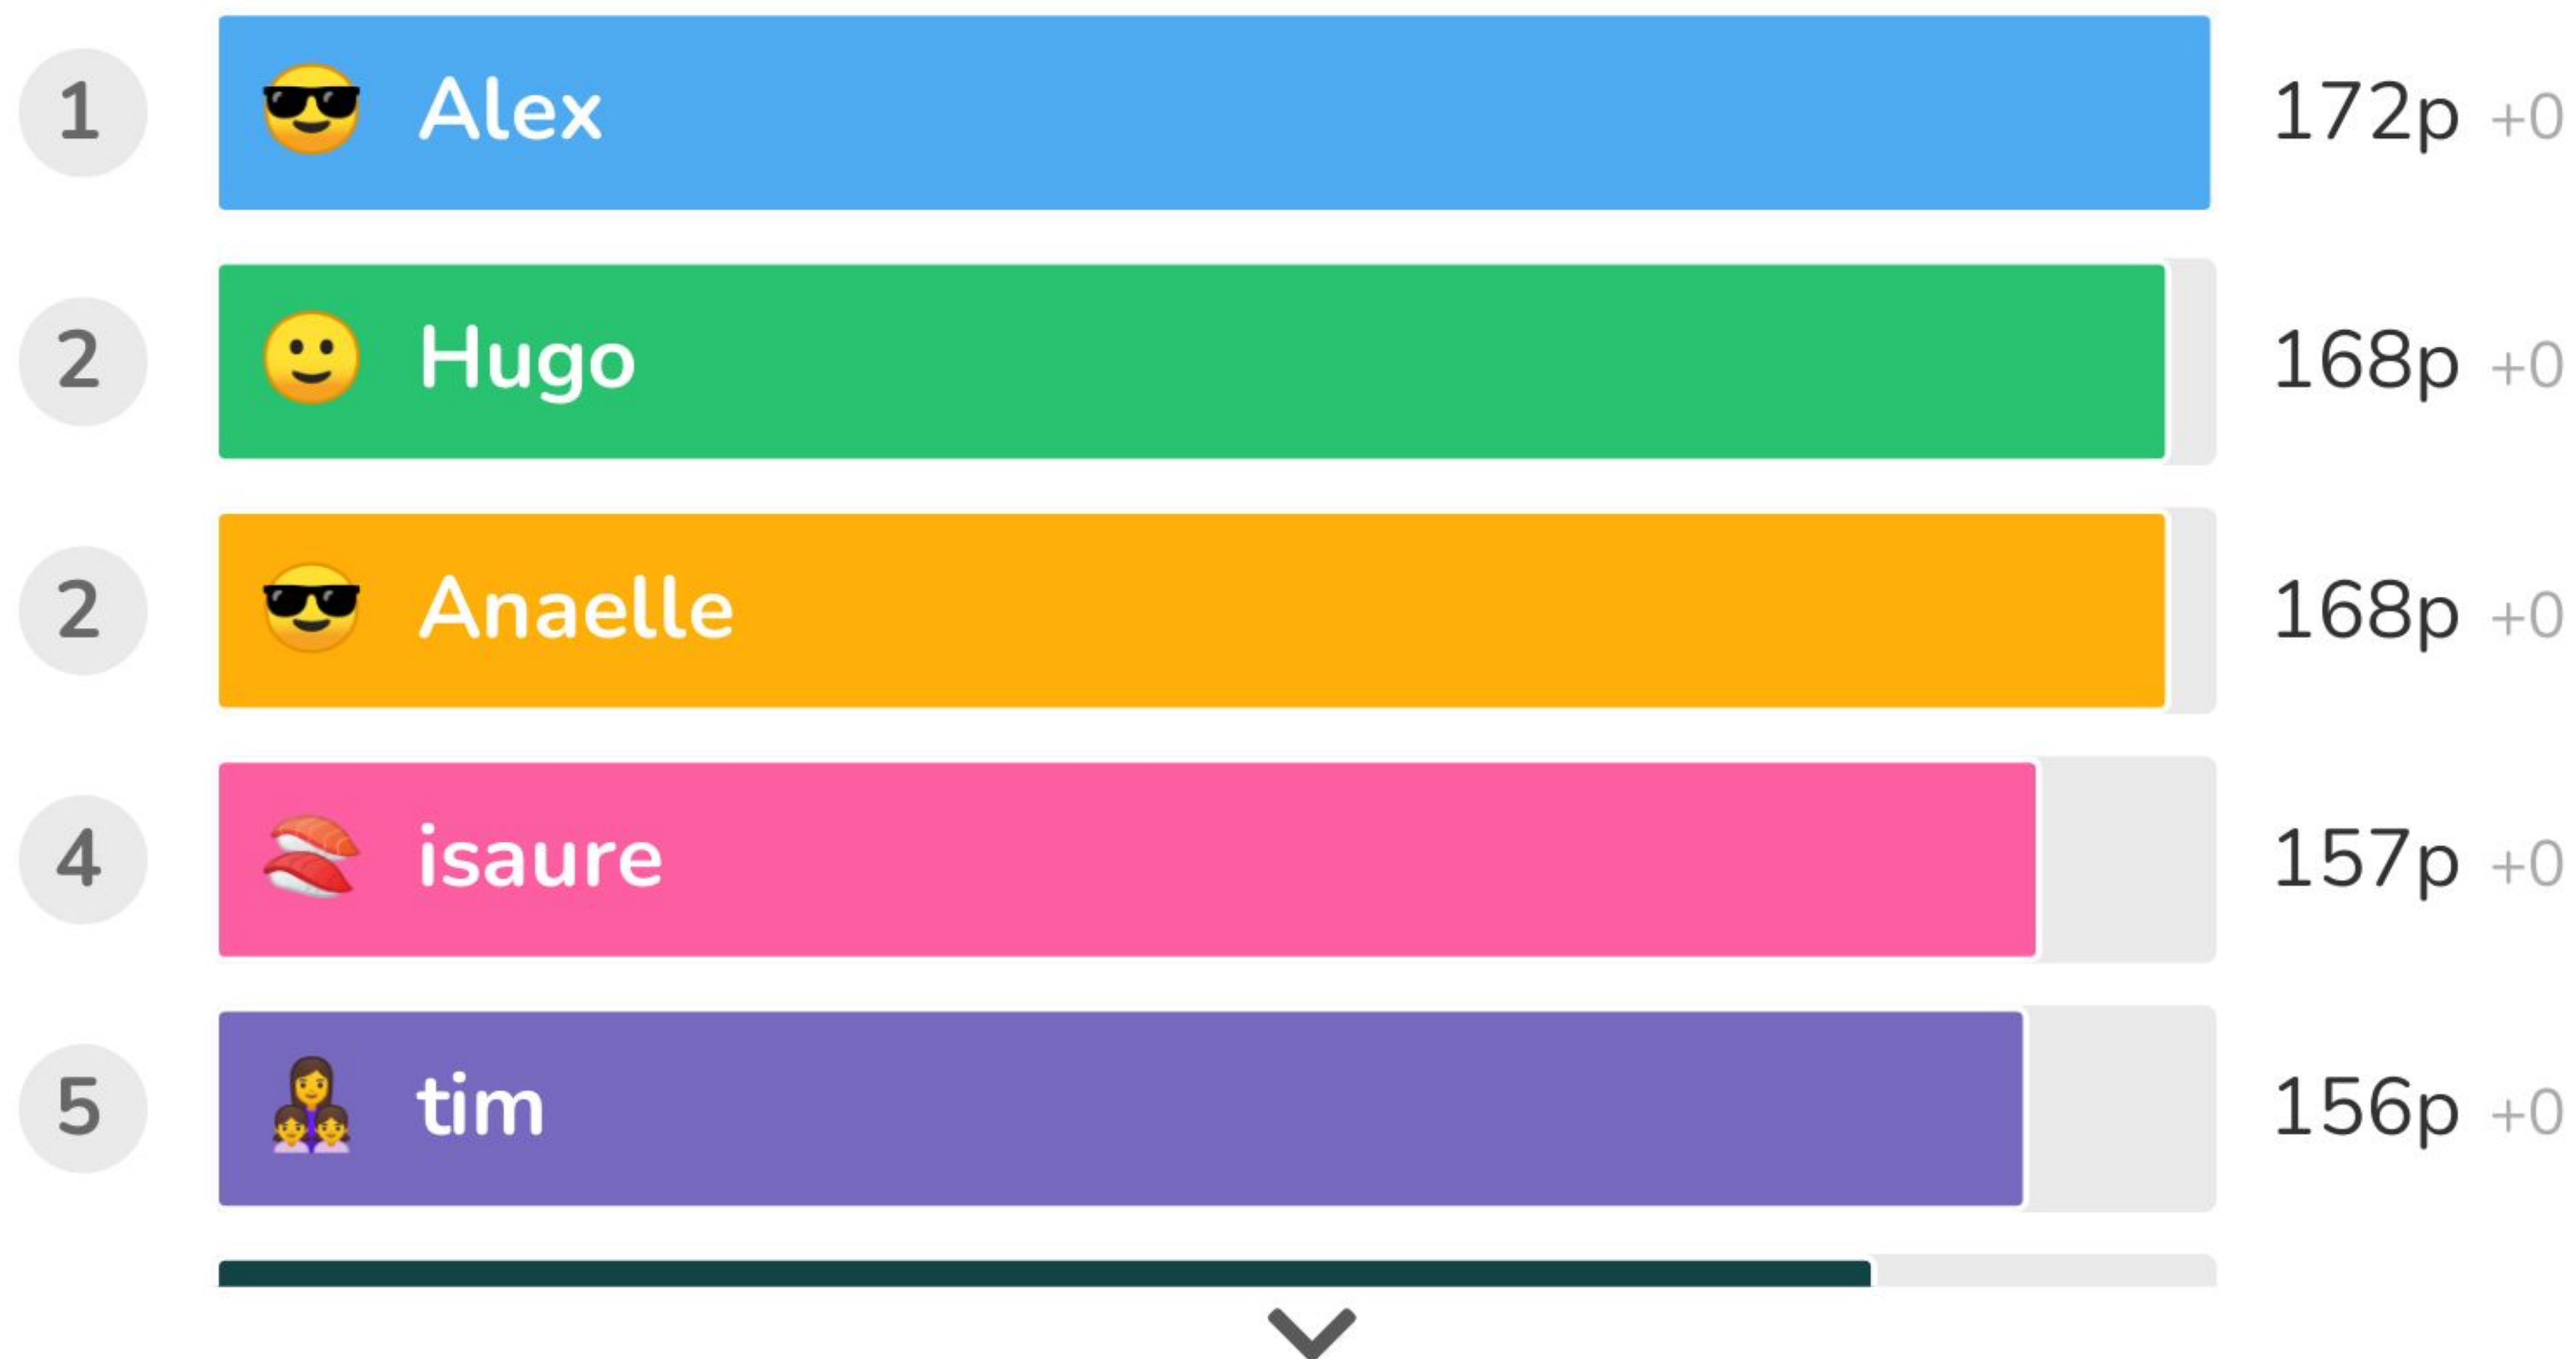 1 Alex 172p +0
2 Hugo 168p +0
2 Anaelle 168p +0
4 isaure 157p +0
5 tim 156p +0